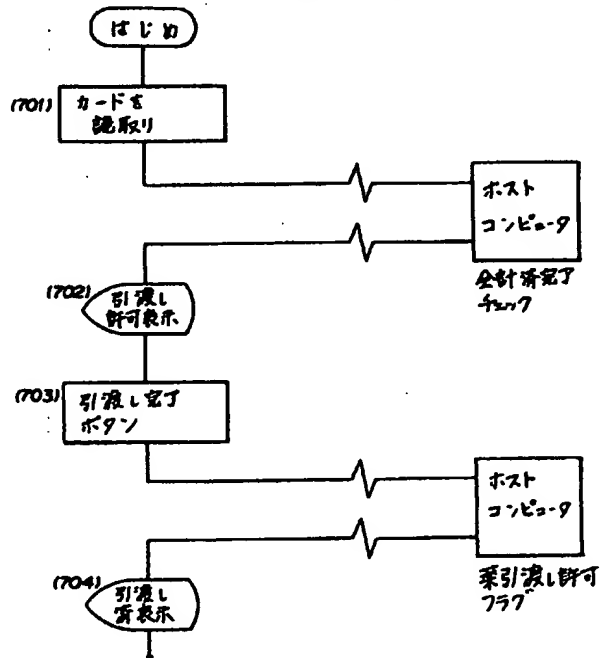 はじめ
(701)
カードを
読取り
ホスト
コンピュータ
会計済完了
チェック
(702)
引渡し
許可表示
(703)
引渡し完了
ボタン
ホスト
コンピュータ
薬引渡し許可
フラグ
(704)
引渡し
済表示